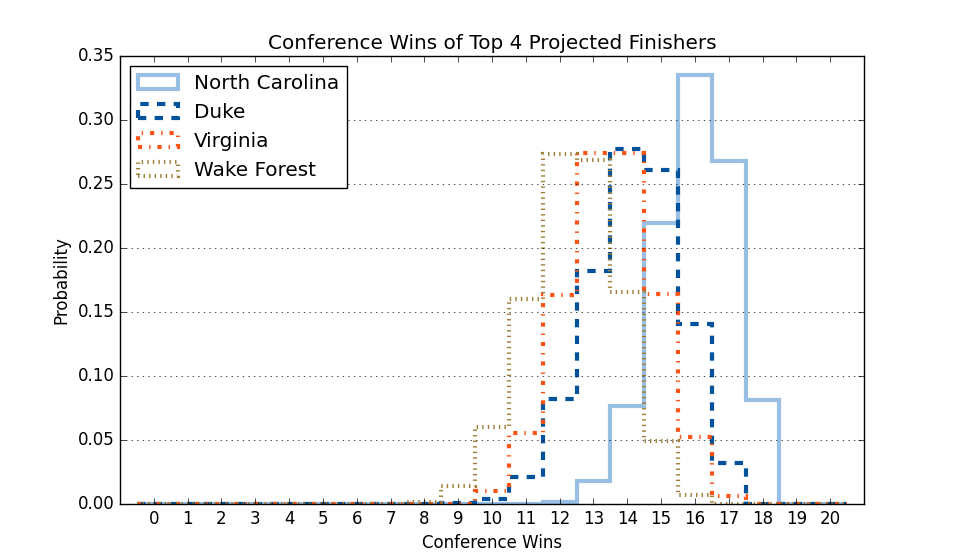 Conference Wins of Top 4 Projected Finishers
0.35
0.30
0.25
0.20
0.15
0.10
0.05
0.00
Probability
North Carolina
Duke
Virginia
Wake Forest
0 1 2 3 4 5 6 7 8 9 10 11 12 13 14 15 16 17 18 19 20
Conference Wins